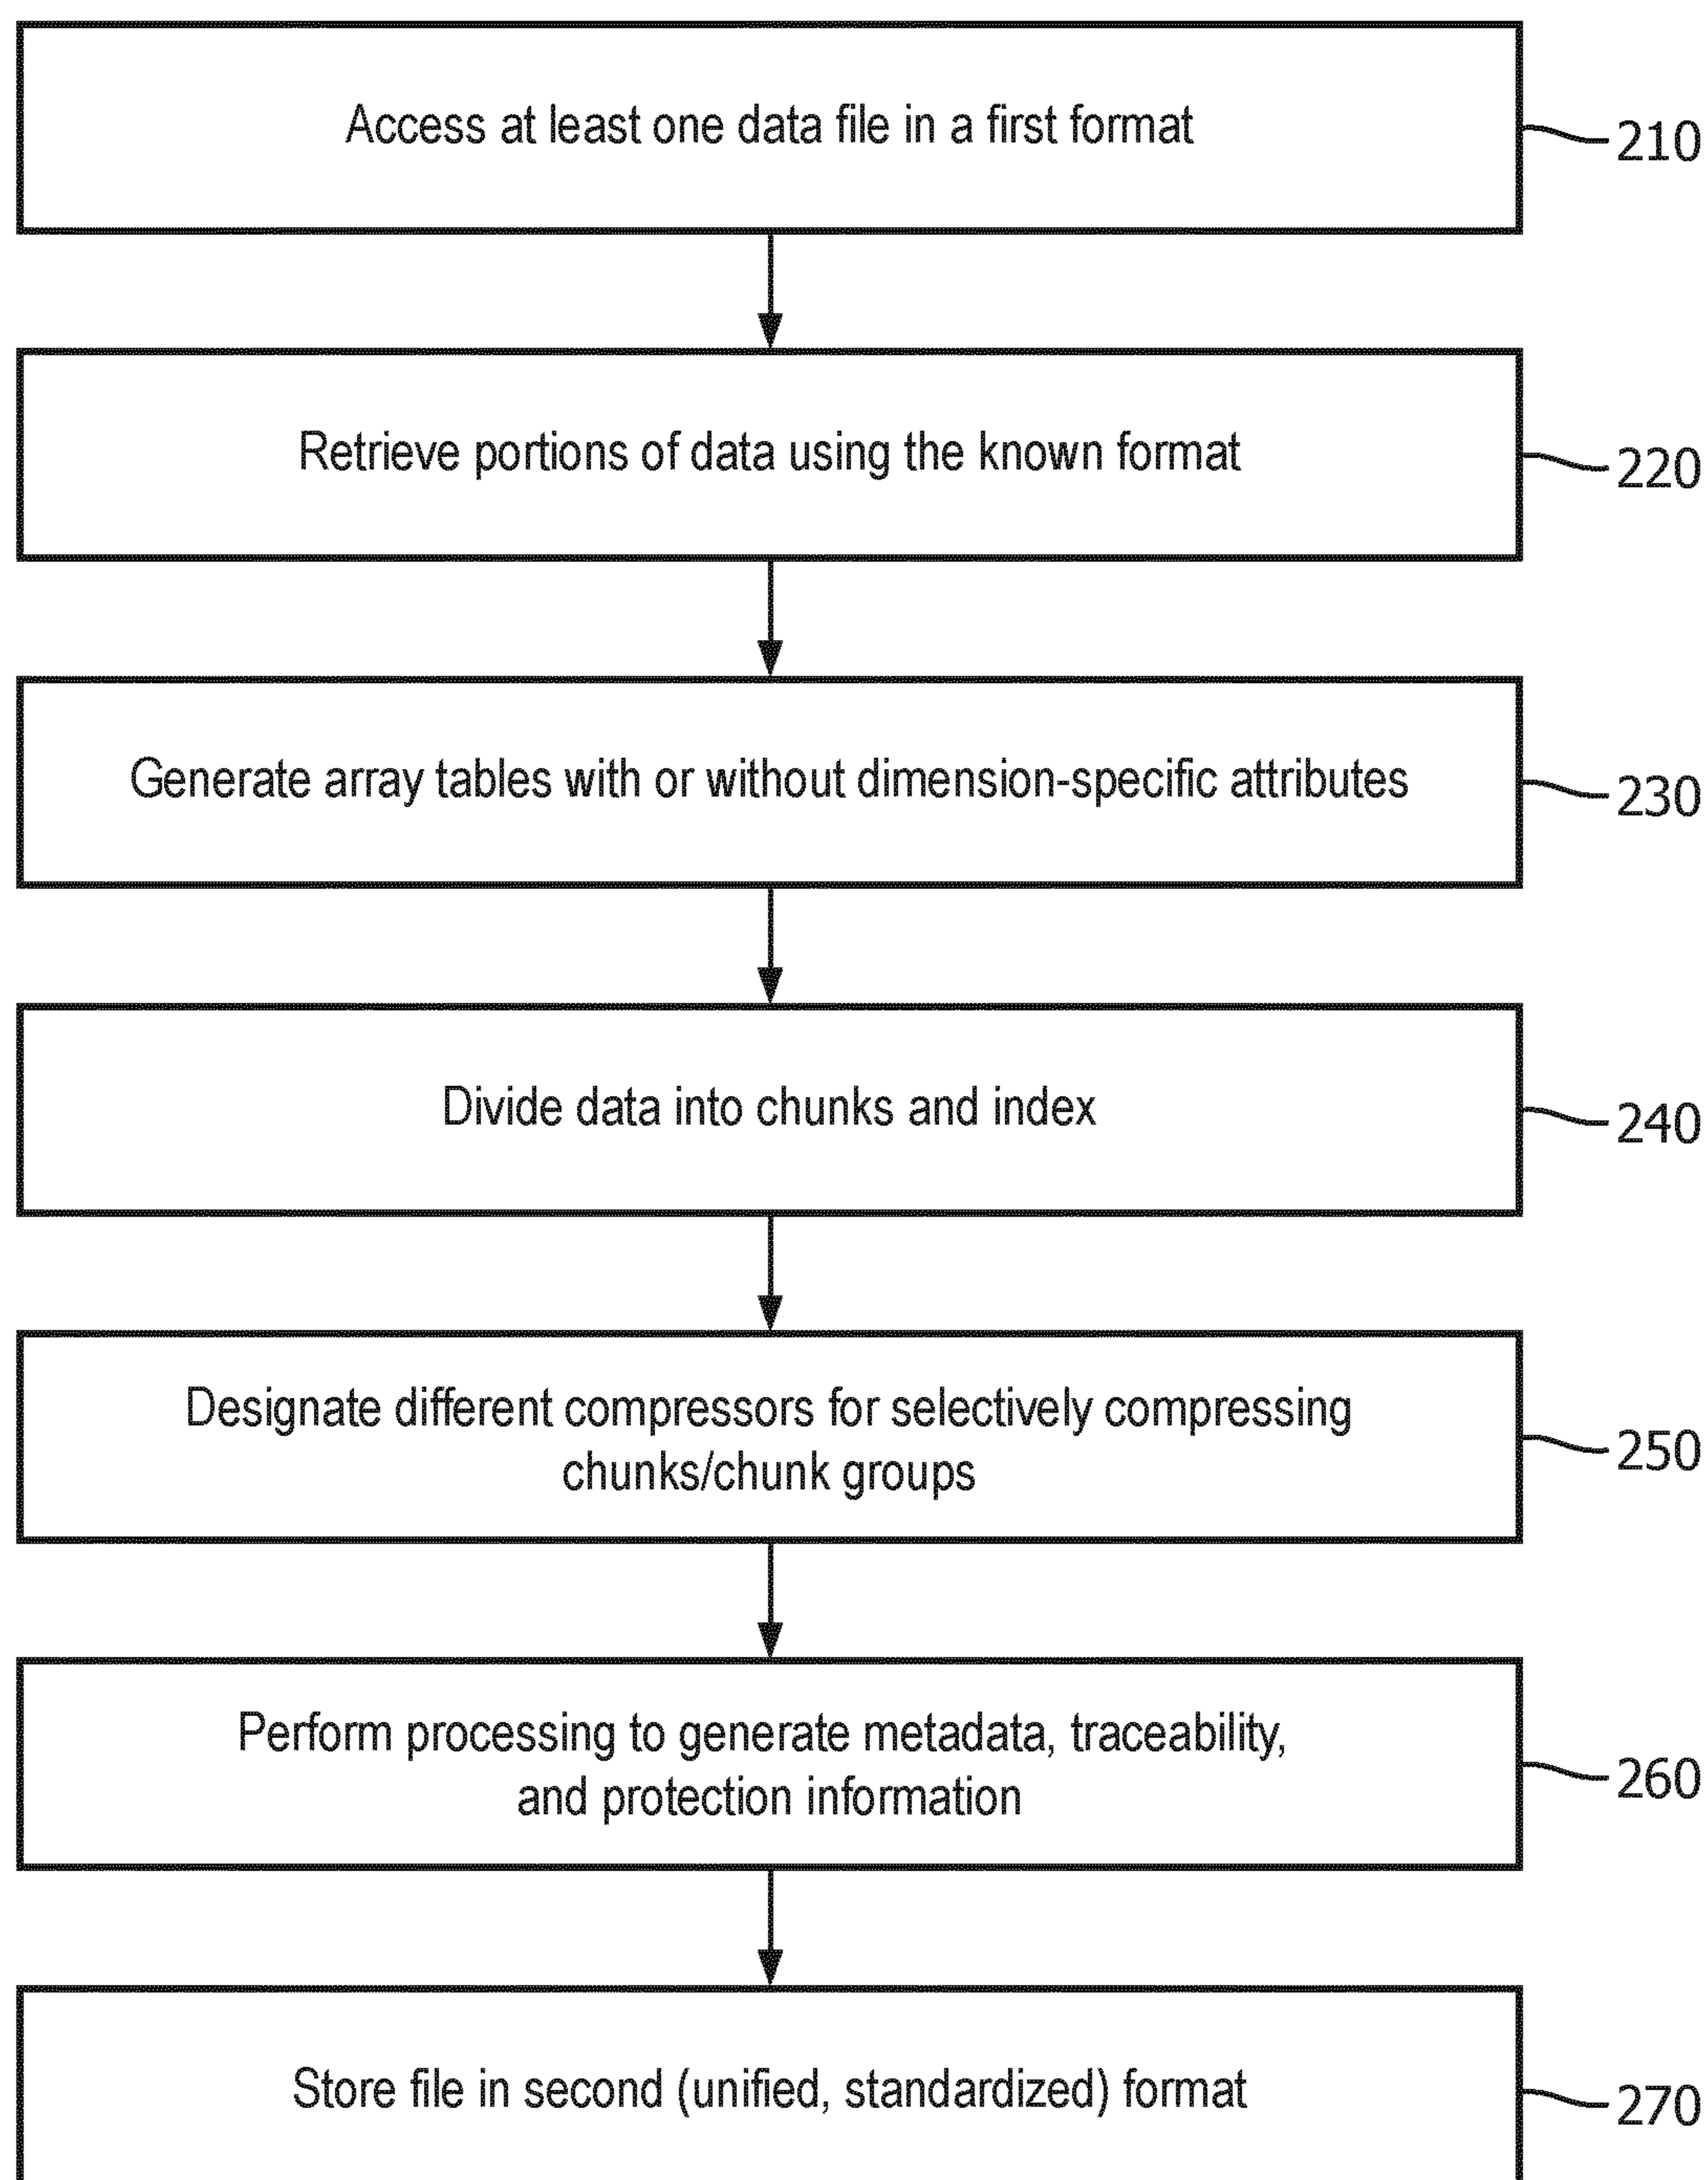 Access at least one data file in a first format
210
Retrieve portions of data using the known format
220
Generate array tables with or without dimension-specific attributes
230
Divide data into chunks and index
240
Designate different compressors for selectively compressing
chunks/chunk groups
250
Perform processing to generate metadata, traceability,
and protection information
260
Store file in second (unified, standardized) format
270